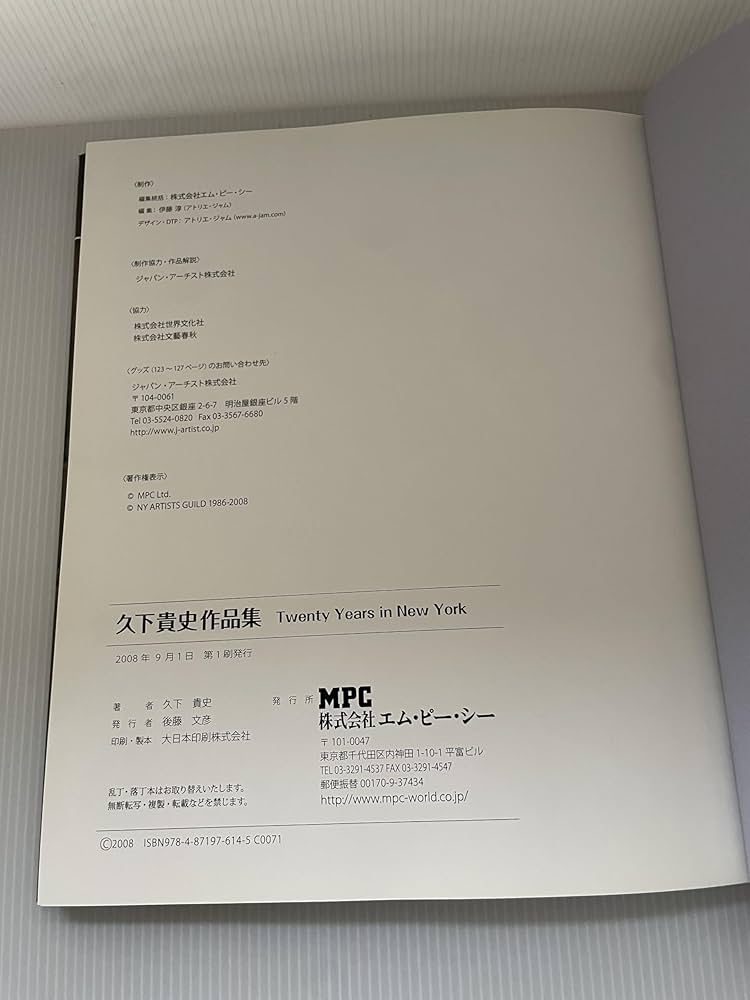 〈制作〉
編集統括：株式会社エム・ピー・シー
編 集：伊藤 淳（アトリエ・ジャム）
デザイン・DTP：アトリエ・ジャム（www.a-jam.com）
〈制作協力・作品解説〉
ジャパン・アーチスト株式会社
〈協力〉
株式会社世界文化社
株式会社文藝春秋
〈グッズ（123〜127ページ）のお問い合わせ先〉
ジャパン・アーチスト株式会社
〒104-0061
東京都中央区銀座 2-6-7 明治屋銀座ビル 5 階
Tel 03-5524-0820 Fax 03-3567-6680
http://www.j-artist.co.jp
〈著作権表示〉
© MPC Ltd.
© NY ARTISTS GUILD 1986-2008
久下貴史作品集 Twenty Years in New York
2008 年 9 月 1 日 第 1 刷発行
著 者 久下 貴史
発 行 者 後藤 文彦
印刷・製本 大日本印刷株式会社
発 行 所 MPC
株式会社 エム・ピー・シー
〒101-0047
東京都千代田区内神田 1-10-1 平富ビル
TEL 03-3291-4537 FAX 03-3291-4547
郵便振替 00170-9-37434
http://www.mpc-world.co.jp/
乱丁・落丁本はお取り替えいたします。
無断転写・複製・転載などを禁じます。
©2008 ISBN978-4-87197-614-5 C0071